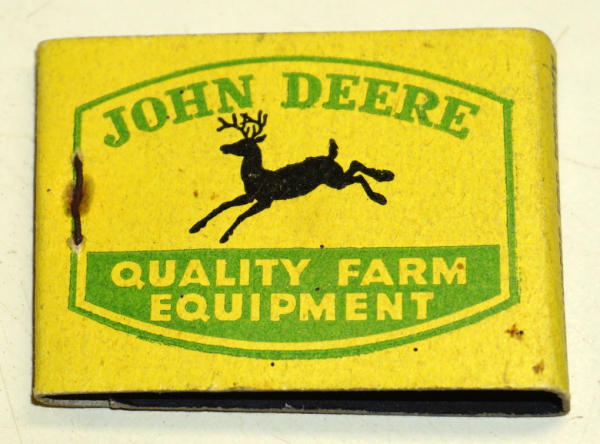 JOHN DEERE
QUALITY FARM
EQUIPMENT